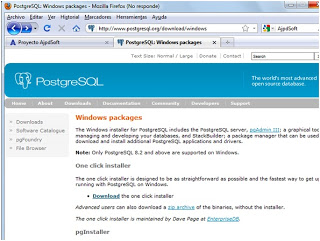 PostgreSQL: Windows packages - Mozilla Firefox (No responde)
Archivo Editar Ver Historial Marcadores Herramientas Ayuda
http://www.postgresql.org/download/windows
AjpdSoft
Proyecto AjpdSoft
PostgreSQL: Windows packages
Text Size: Normal / Large | Donate | Contact
Search
PostgreSQL
The world's most advanced
open source database.
Home About Downloads Documentation Community Developers Support
Downloads
Software Catalogue
pgFoundry
File Browser
Windows packages
The Windows installer for PostgreSQL includes the PostgreSQL server, pgAdmin III; a graphical too
managing and developing your databases, and StackBuilder; a package manager that can be used
download and install additional PostgreSQL applications and drivers.
Note: Only PostgreSQL 8.2 and above are supported on Windows.
One click installer
The one click installer is designed to be as straightforward as possible and the fastest way to get up
running with PostgreSQL on Windows.
Download the one click installer
Advanced users can also download a zip archive of the binaries, without the installer.
The one click installer is maintained by Dave Page at EnterpriseDB.
pgInstaller